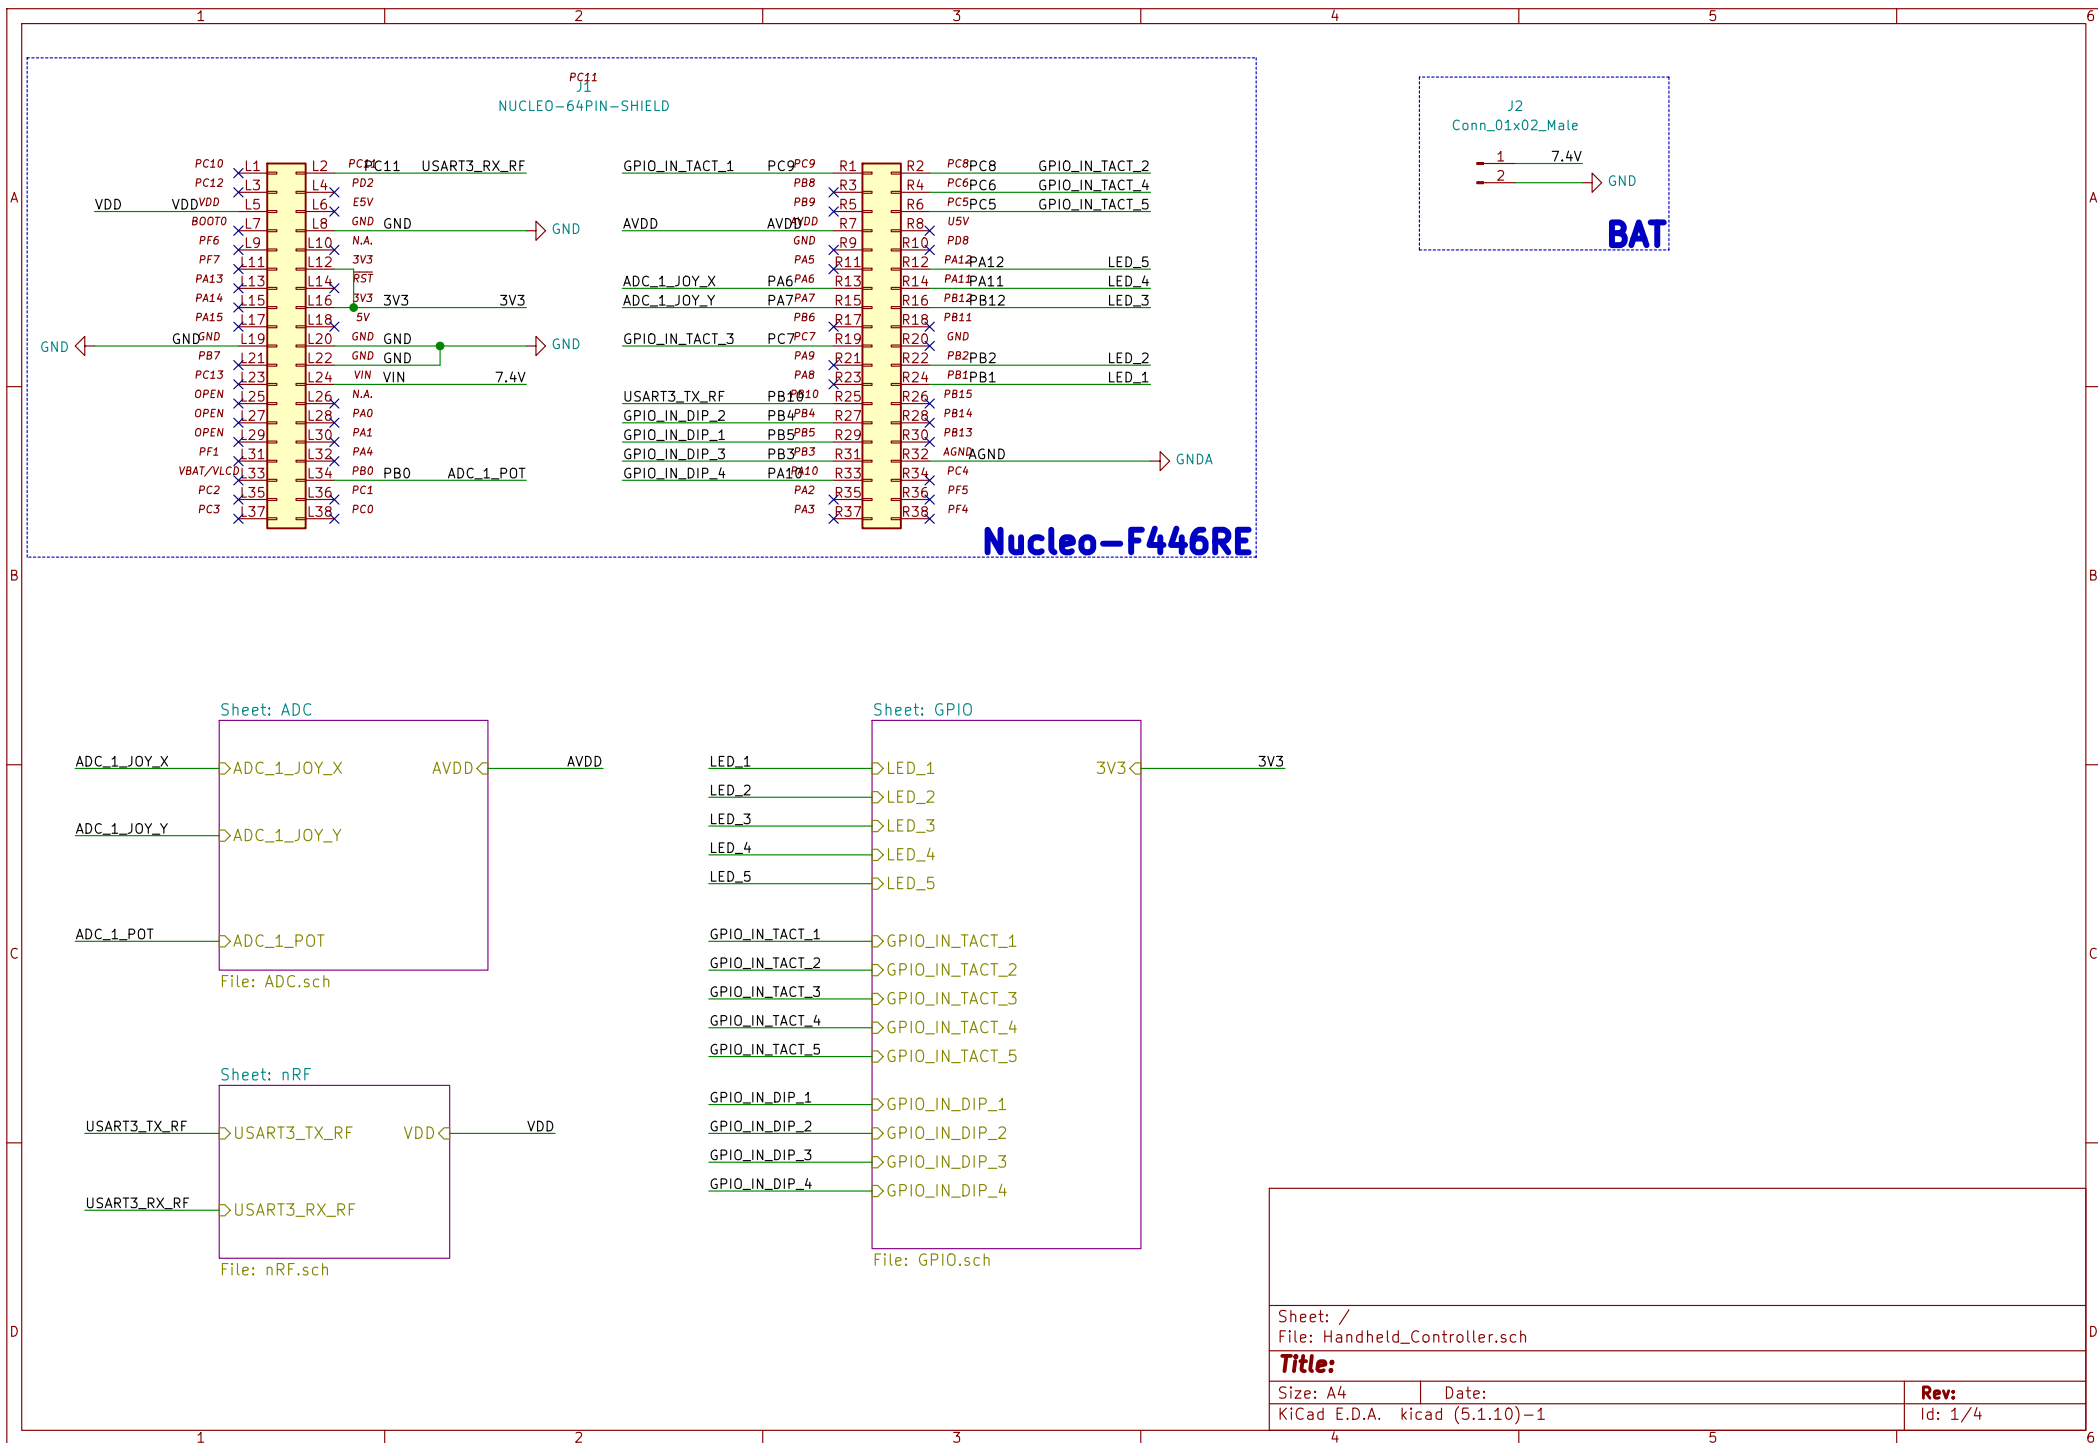 1 2 3 4 5 6
PC11
J1
NUCLEO-64PIN-SHIELD
J2
Conn_01x02_Male
1 7.4V
2 GND
BAT
A A
PC10 L1 L2 PC11 PC11 USART3_RX_RF
PC12 L3 L4 PD2
VDD VDD VDD L5 L6 E5V
BOOT0 L7 L8 GND GND GND
PF6 L9 L10 N.A.
PF7 L11 L12 3V3
PA13 L13 L14 RST
PA14 L15 L16 3V3 3V3 3V3
PA15 L17 L18 5V
GND GND GND L19 L20 GND GND GND
PB7 L21 L22 GND GND
PC13 L23 L24 VIN VIN 7.4V
OPEN L25 L26 N.A.
OPEN L27 L28 PA0
OPEN L29 L30 PA1
PF1 L31 L32 PA4
VBAT/VLCD L33 L34 PB0 PB0 ADC_1_POT
PC2 L35 L36 PC1
PC3 L37 L38 PC0
GPIO_IN_TACT_1 PC9 PC9 R1 R2 PC8 PC8 GPIO_IN_TACT_2
PB8 R3 R4 PC6 PC6 GPIO_IN_TACT_4
PB9 R5 R6 PC5 PC5 GPIO_IN_TACT_5
AVDD AVDD AVDD R7 R8 U5V
GND R9 R10 PD8
PA5 R11 R12 PA12 PA12 LED_5
ADC_1_JOY_X PA6 PA6 R13 R14 PA11 PA11 LED_4
ADC_1_JOY_Y PA7 PA7 R15 R16 PB12 PB12 LED_3
PB6 R17 R18 PB11
GPIO_IN_TACT_3 PC7 PC7 R19 R20 GND
PA9 R21 R22 PB2 PB2 LED_2
PA8 R23 R24 PB1 PB1 LED_1
USART3_TX_RF PB10 PB10 R25 R26 PB15
GPIO_IN_DIP_2 PB4 PB4 R27 R28 PB14
GPIO_IN_DIP_1 PB5 PB5 R29 R30 PB13
GPIO_IN_DIP_3 PB3 PB3 R31 R32 AGND AGND GNDA
GPIO_IN_DIP_4 PA10 PA10 R33 R34 PC4
PA2 R35 R36 PF5
PA3 R37 R38 PF4
Nucleo-F446RE
B B
Sheet: ADC
ADC_1_JOY_X ADC_1_JOY_X AVDD AVDD
ADC_1_JOY_Y ADC_1_JOY_Y
ADC_1_POT ADC_1_POT
File: ADC.sch
Sheet: GPIO
LED_1 LED_1 3V3 3V3
LED_2 LED_2
LED_3 LED_3
LED_4 LED_4
LED_5 LED_5
GPIO_IN_TACT_1 GPIO_IN_TACT_1
GPIO_IN_TACT_2 GPIO_IN_TACT_2
GPIO_IN_TACT_3 GPIO_IN_TACT_3
GPIO_IN_TACT_4 GPIO_IN_TACT_4
GPIO_IN_TACT_5 GPIO_IN_TACT_5
GPIO_IN_DIP_1 GPIO_IN_DIP_1
GPIO_IN_DIP_2 GPIO_IN_DIP_2
GPIO_IN_DIP_3 GPIO_IN_DIP_3
GPIO_IN_DIP_4 GPIO_IN_DIP_4
File: GPIO.sch
C C
Sheet: nRF
USART3_TX_RF USART3_TX_RF VDD VDD
USART3_RX_RF USART3_RX_RF
File: nRF.sch
D D
Sheet: /
File: Handheld_Controller.sch
Title:
Size: A4 Date: Rev:
KiCad E.D.A. kicad (5.1.10)-1 Id: 1/4
1 2 3 4 5 6